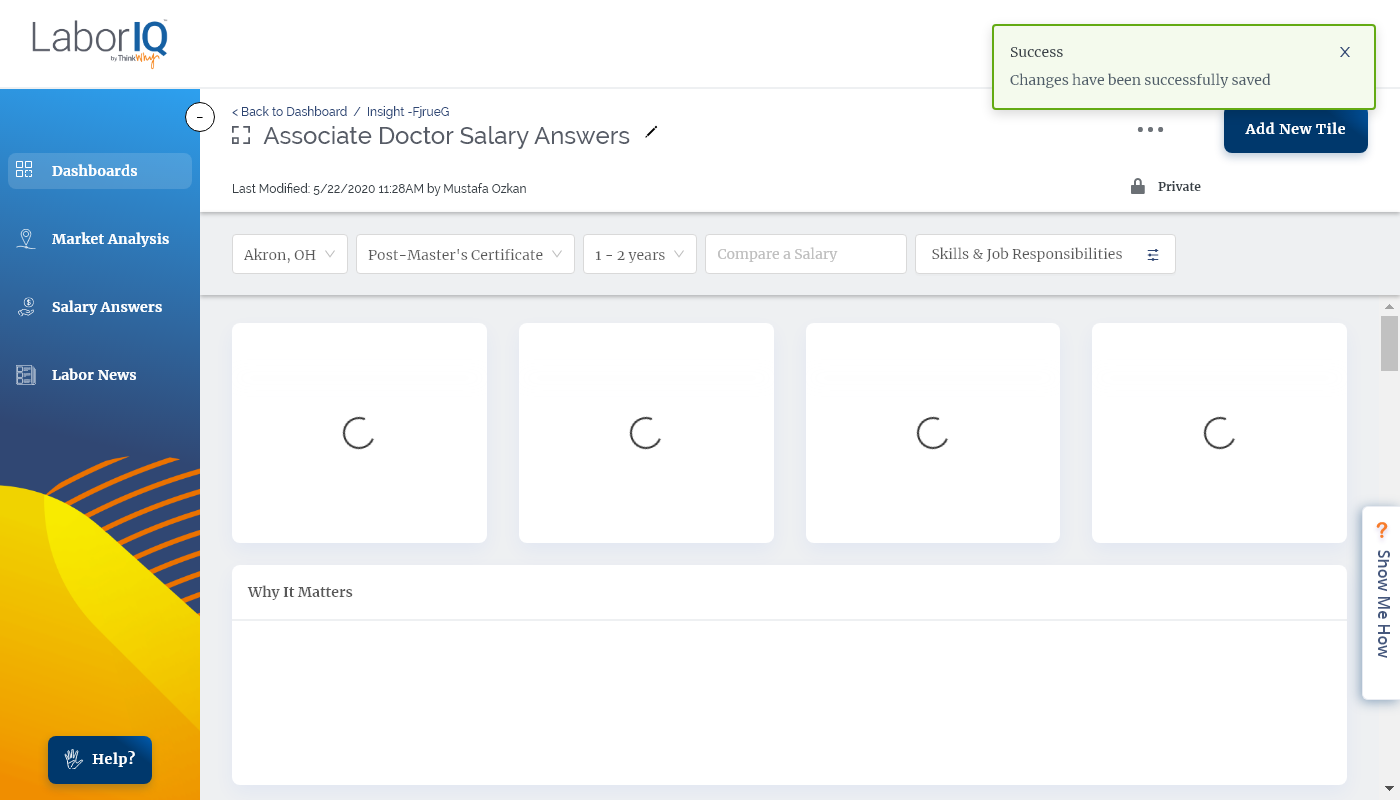 LaborIQ
by ThinkWhy
Success
X
Changes have been successfully saved
-
< Back to Dashboard / Insight -FjrueG
Associate Doctor Salary Answers
Add New Tile
Last Modified: 5/22/2020 11:28AM by Mustafa Ozkan
Private
Dashboards
Market Analysis
Salary Answers
Labor News
Akron, OH
Post-Master's Certificate
1 - 2 years
Compare a Salary
Skills & Job Responsibilities
Why It Matters
? Show Me How
Help?